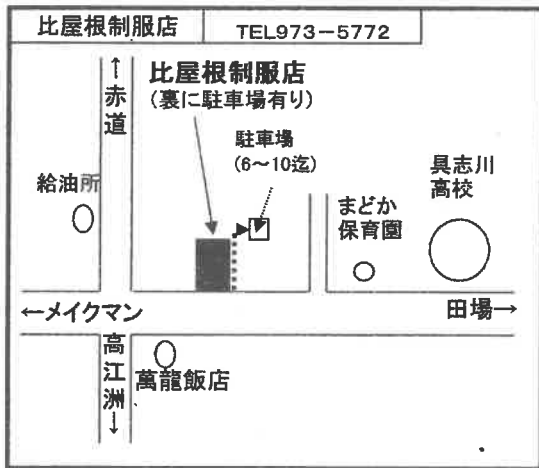 比屋根制服店
TEL973-5772
比屋根制服店
(裏に駐車場有り)
←赤道
駐車場
(6~10迄)
具志川
高校
給油所
まどか
保育園
←メイクマン
田場→
高江洲→
萬龍飯店